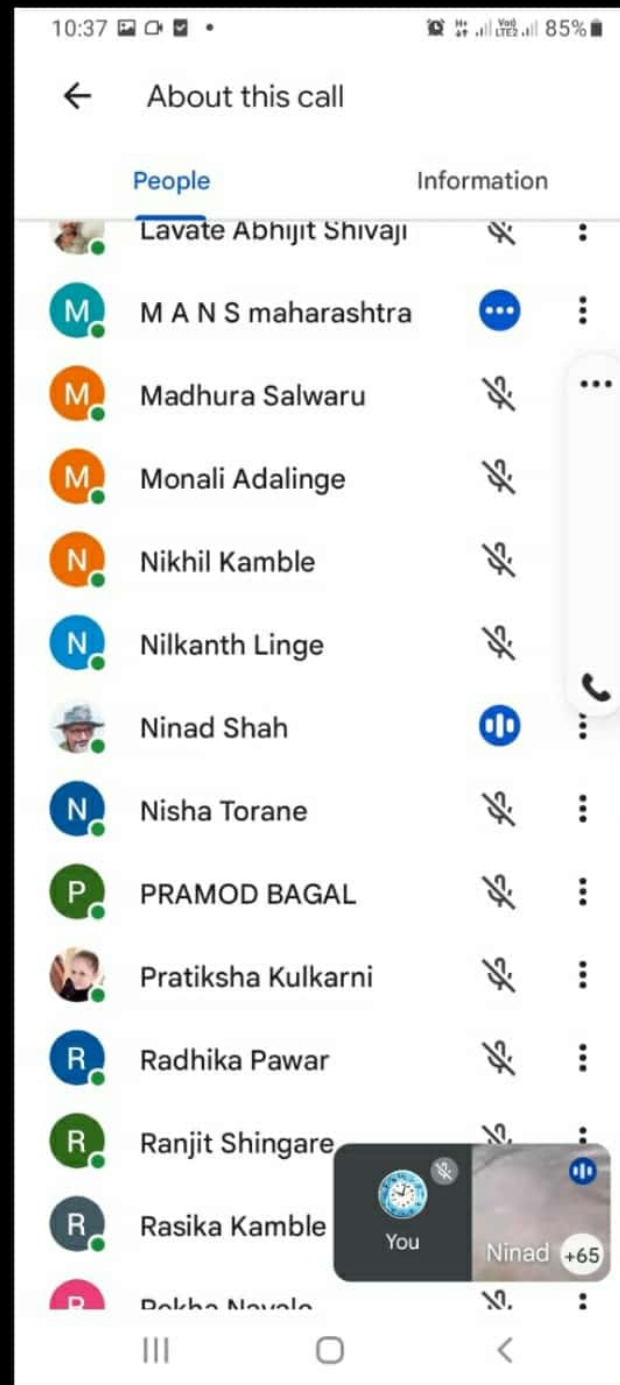 10:37
85%
About this call
People
Information
Lavate Abhijit Shivaji
M
M A N S maharashtra
M
Madhura Salwaru
M
Monali Adalinge
N
Nikhil Kamble
N
Nilkanth Linge
Ninad Shah
N
Nisha Torane
P
PRAMOD BAGAL
Pratiksha Kulkarni
R
Radhika Pawar
R
Ranjit Shingare
R
Rasika Kamble
You
Ninad
+65